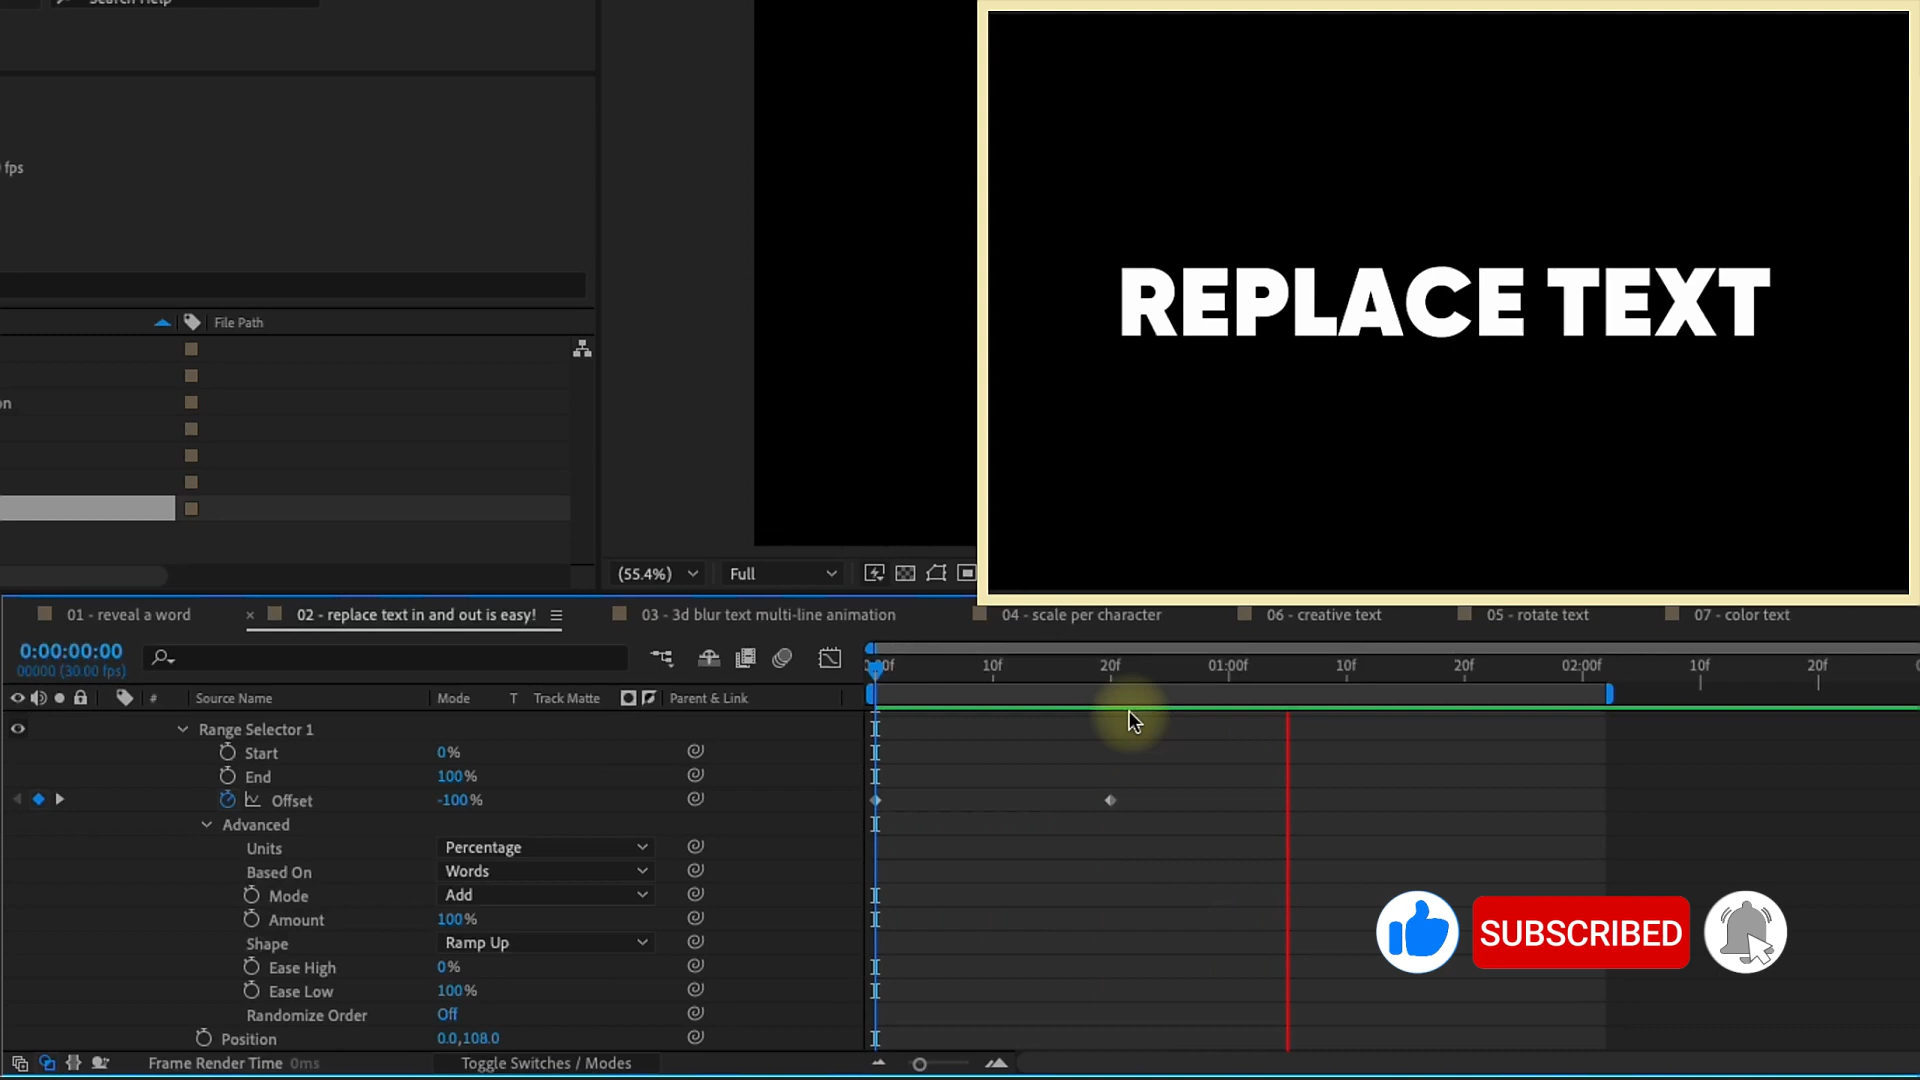 Search Help
fps
File Path
on
REPLACE TEXT
(55.4%)
Full
01 - reveal a word
× 02 - replace text in and out is easy!
03 - 3d blur text multi-line animation
04 - scale per character
06 - creative text
05 - rotate text
07 - color text
0:00:00:00
00000 (30.00 fps)
10f 20f 01:00f 10f 20f 02:00f 10f 20f
# Source Name Mode T Track Matte Parent & Link
Range Selector 1
Start 0%
End 100%
Offset -100%
Advanced
Units Percentage
Based On Words
Mode Add
Amount 100%
Shape Ramp Up
Ease High 0%
Ease Low 100%
Randomize Order Off
Position 0.0,108.0
SUBSCRIBED
Frame Render Time 0ms
Toggle Switches / Modes